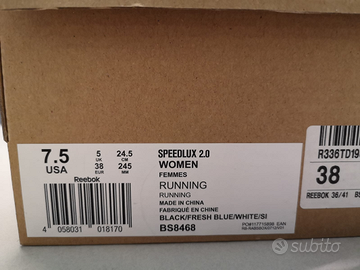 7.5
USA
5
UK
38
EUR
24.5
CM
245
MM
Reebok
4 058031 018170
SPEEDLUX 2.0
WOMEN
FEMMES
RUNNING
RUNNING
MADE IN CHINA
FABRIQUÉ EN CHINE
BLACK/FRESH BLUE/WHITE/SI
BS8468
R336TD19
38
REEBOK 36/41 BS
subito